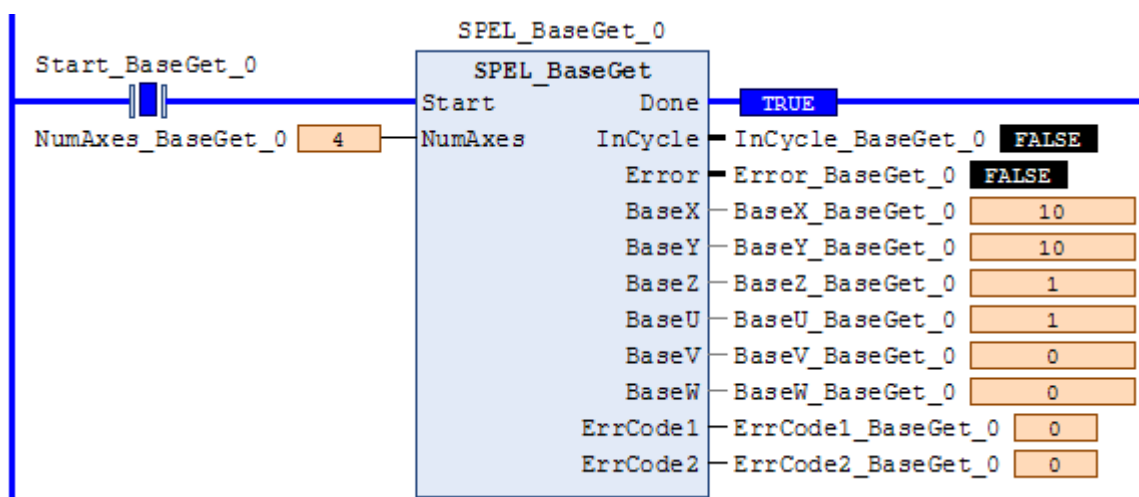 SPEL_BaseGet_0
Start_BaseGet_0
SPEL_BaseGet
Start Done TRUE
NumAxes_BaseGet_0 4 NumAxes InCycle InCycle_BaseGet_0 FALSE
Error Error_BaseGet_0 FALSE
BaseX BaseX_BaseGet_0 10
BaseY BaseY_BaseGet_0 10
BaseZ BaseZ_BaseGet_0 1
BaseU BaseU_BaseGet_0 1
BaseV BaseV_BaseGet_0 0
BaseW BaseW_BaseGet_0 0
ErrCode1 ErrCode1_BaseGet_0 0
ErrCode2 ErrCode2_BaseGet_0 0